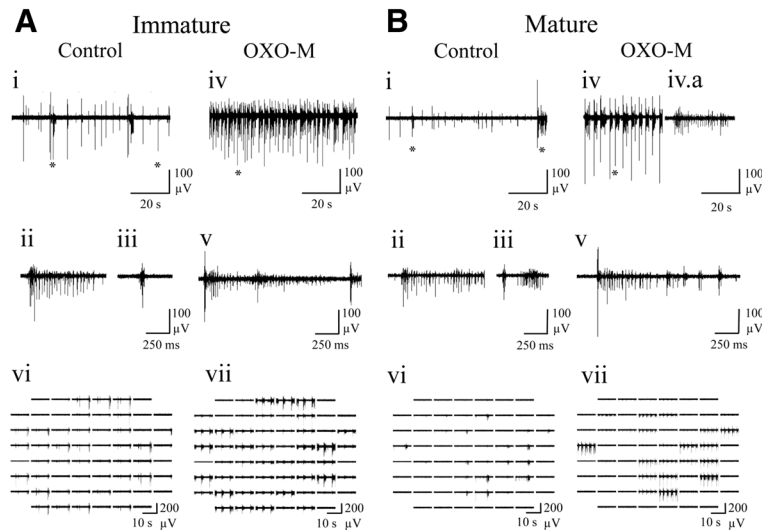 A Immature B Mature
Control OXO-M Control OXO-M
i iv i iv iv.a
* * * * *
100 µV 100 µV 100 µV 100 µV
20 s 20 s 20 s 20 s
ii iii v ii iii v
100 µV 100 µV 100 µV 100 µV
250 ms 250 ms 250 ms 250 ms
vi vii vi vii
200 200 200 200
10 s µV 10 s µV 10 s µV 10 s µV